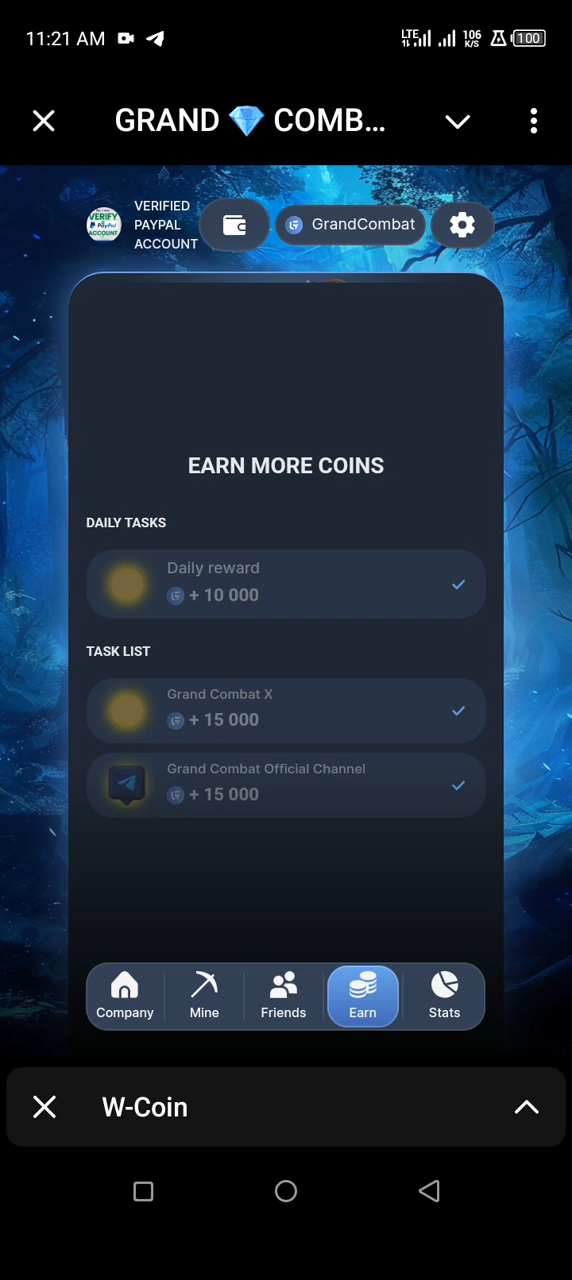 11:21 AM
LTE
106
K/S
100
GRAND 💎 COMB...
VERIFIED
PAYPAL
ACCOUNT
VERIFY
PayPal
ACCOUNT
GrandCombat
EARN MORE COINS
DAILY TASKS
Daily reward
+ 10 000
TASK LIST
Grand Combat X
+ 15 000
Grand Combat Official Channel
+ 15 000
Company
Mine
Friends
Earn
Stats
W-Coin